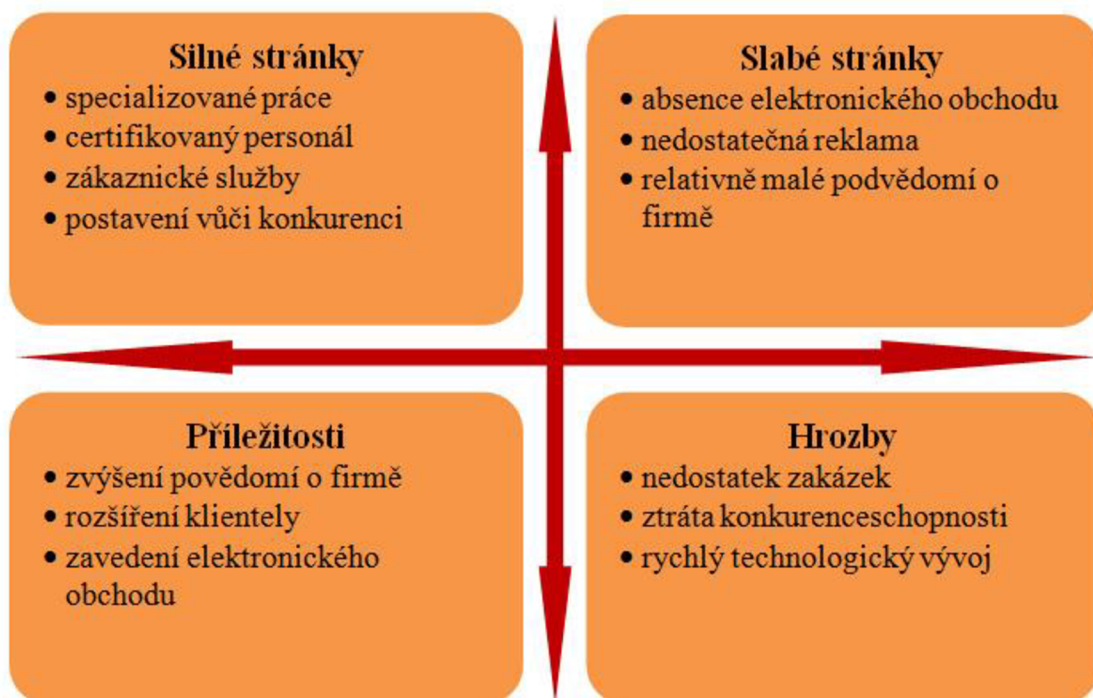 Silné stránky
• specializované práce
• certifikovaný personál
• zákaznické služby
• postavení vůči konkurenci
Slabé stránky
• absence elektronického obchodu
• nedostatečná reklama
• relativně malé podvědomí o
firmě
Příležitosti
• zvýšení povědomí o firmě
• rozšíření klientely
• zavedení elektronického
obchodu
Hrozby
• nedostatek zakázek
• ztráta konkurenceschopnosti
• rychlý technologický vývoj